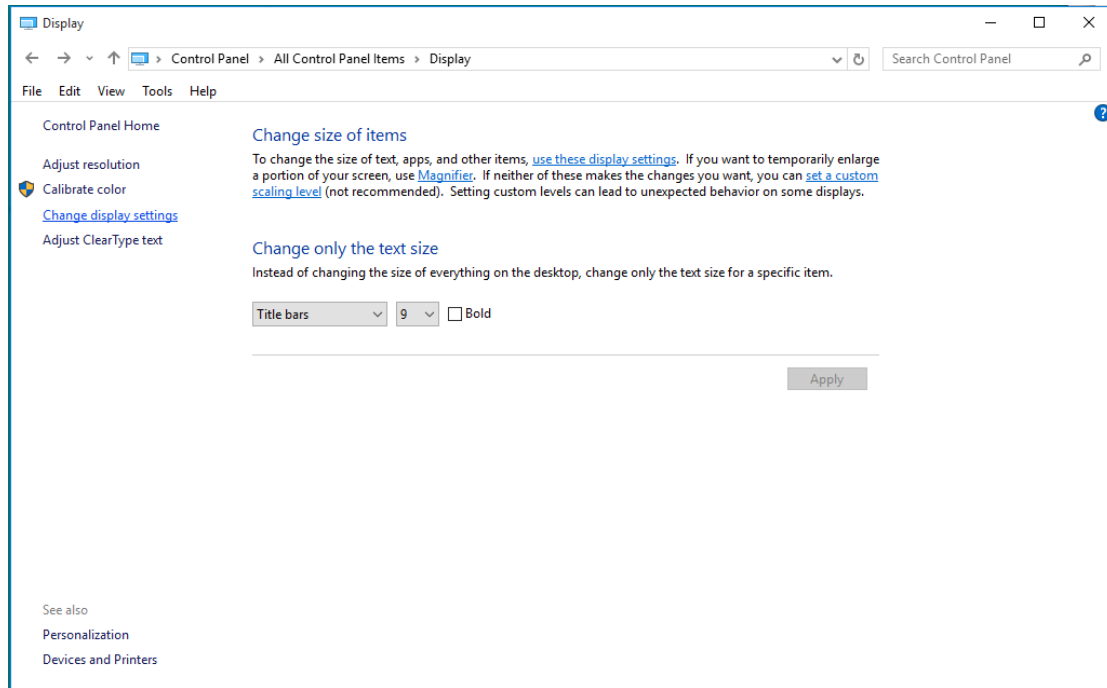 Display
Control Panel > All Control Panel Items > Display
Search Control Panel
File Edit View Tools Help
Control Panel Home
Adjust resolution
Calibrate color
Change display settings
Adjust ClearType text
Change size of items
To change the size of text, apps, and other items, use these display settings. If you want to temporarily enlarge
a portion of your screen, use Magnifier. If neither of these makes the changes you want, you can set a custom
scaling level (not recommended). Setting custom levels can lead to unexpected behavior on some displays.
Change only the text size
Instead of changing the size of everything on the desktop, change only the text size for a specific item.
Title bars 9 Bold
Apply
See also
Personalization
Devices and Printers